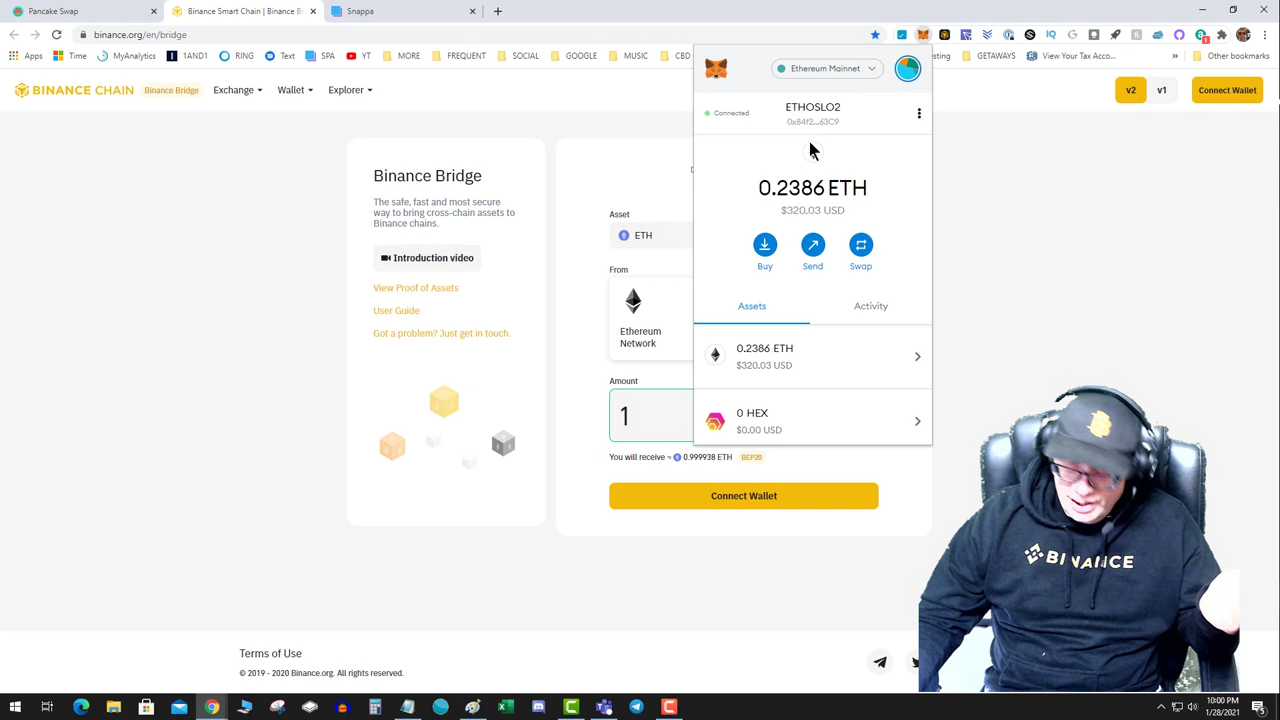 Pancake Swap
Binance Smart Chain | Binance B
Snappa
binance.org/en/bridge
Apps
Time
MyAnalytics
1AND1
RING
Text
SPA
YT
MORE
FREQUENT
SOCIAL
GOOGLE
MUSIC
CBD
GETAWAYS
View Your Tax Acco...
Other bookmarks
BINANCE CHAIN
Binance Bridge
Exchange
Wallet
Explorer
v2
v1
Connect Wallet
Ethereum Mainnet
Connected
ETHOSLO2
0x84f2...63C9
0.2386 ETH
$320.03 USD
Buy
Send
Swap
Assets
Activity
0.2386 ETH
$320.03 USD
0 HEX
$0.00 USD
Binance Bridge
The safe, fast and most secure
way to bring cross-chain assets to
Binance chains.
Introduction video
View Proof of Assets
User Guide
Got a problem? Just get in touch.
Asset
ETH
From
Ethereum
Network
Amount
1
You will receive ≈ 0.999938 ETH BEP20
Connect Wallet
BINANCE
Terms of Use
© 2019 - 2020 Binance.org. All rights reserved.
10:00 PM
1/28/2021